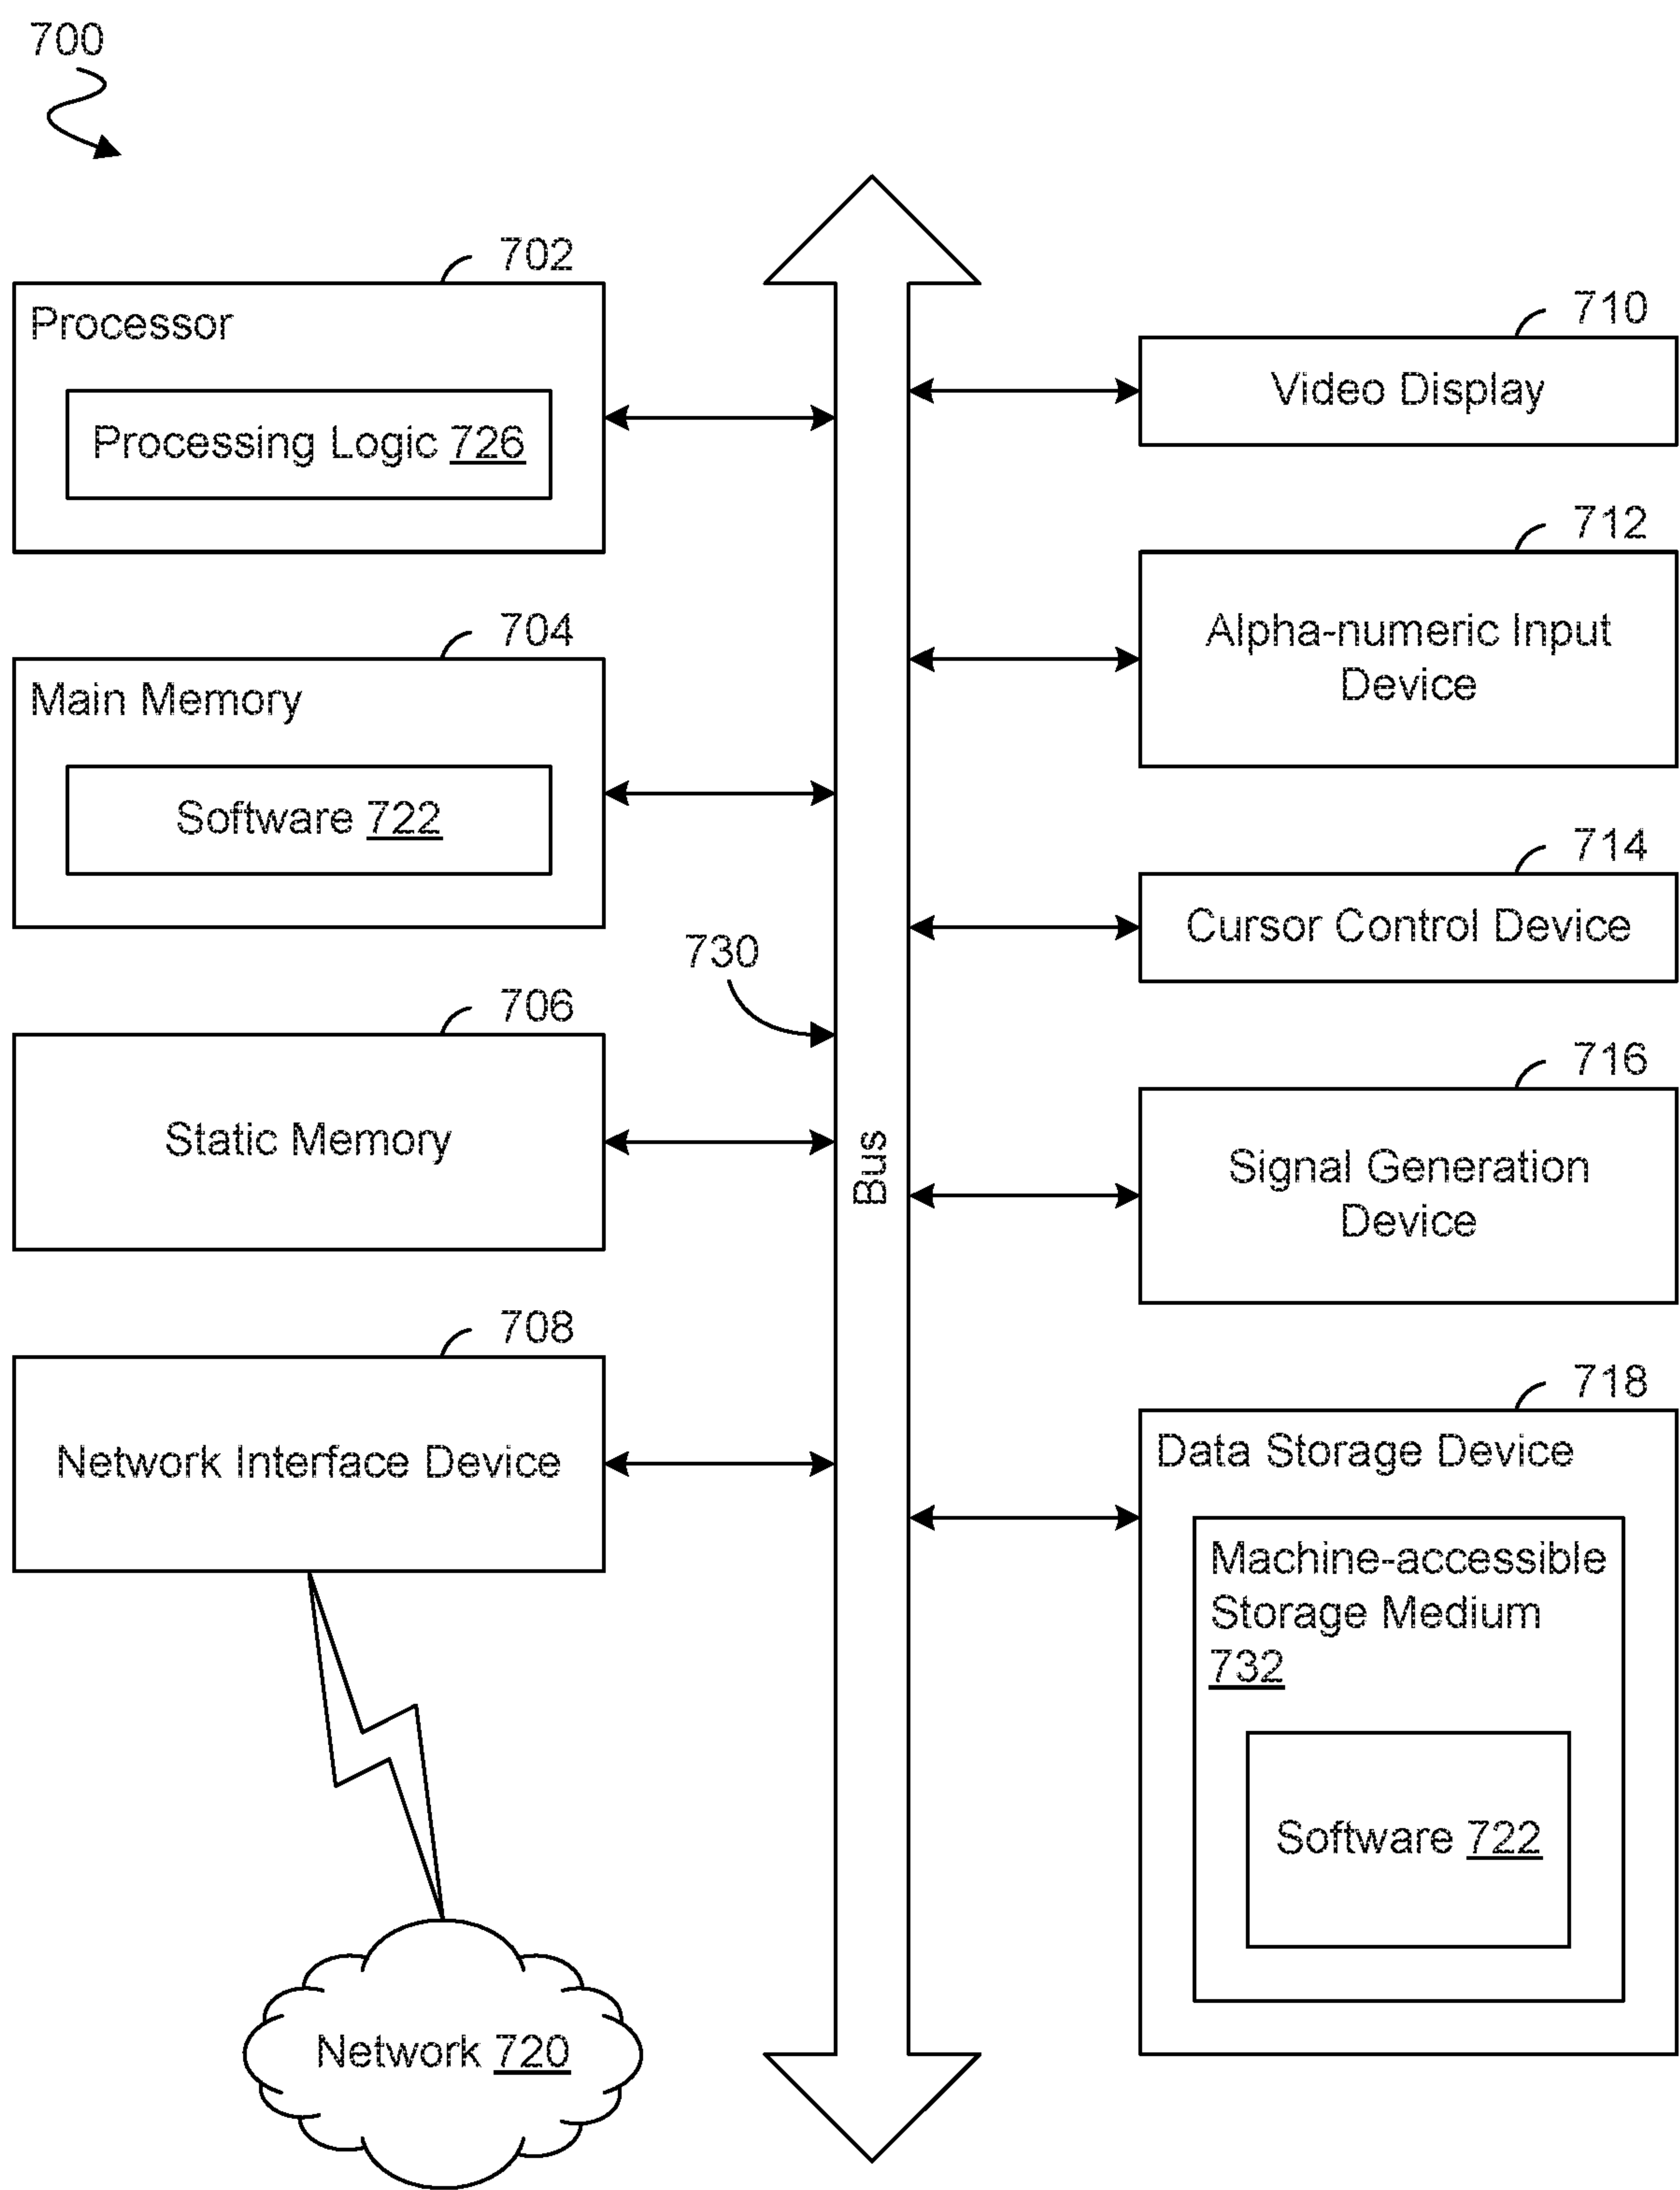 700
702
Processor
Processing Logic 726
704
Main Memory
Software 722
730
706
Static Memory
708
Network Interface Device
Network 720
Bus
710
Video Display
712
Alpha-numeric Input
Device
714
Cursor Control Device
716
Signal Generation
Device
718
Data Storage Device
Machine-accessible
Storage Medium
732
Software 722